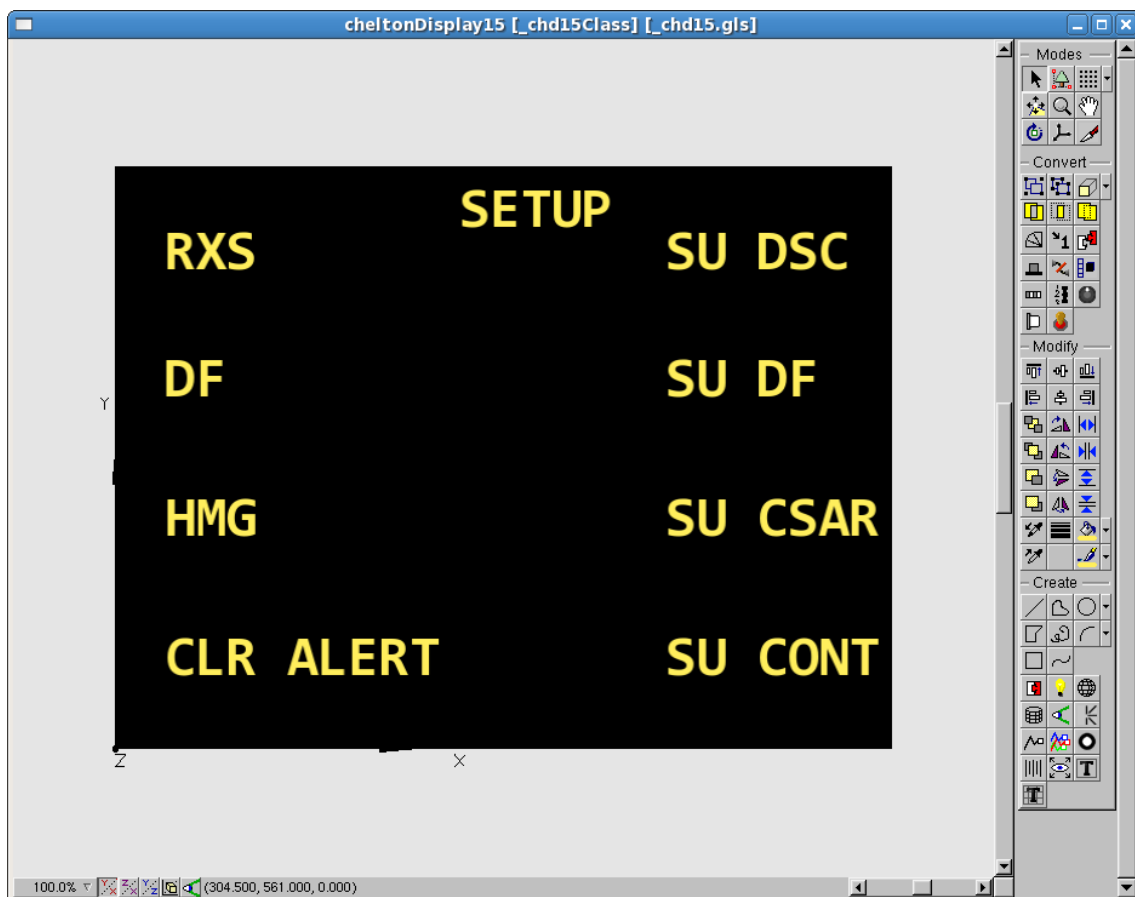 cheltonDisplay15 [_chd15Class] [_chd15.gls]
Modes
Convert
1
Modify
Create
T
T
SETUP
RXS SU DSC
DF SU DF
Y
HMG SU CSAR
CLR ALERT SU CONT
Z X
100.0% (304.500, 561.000, 0.000)